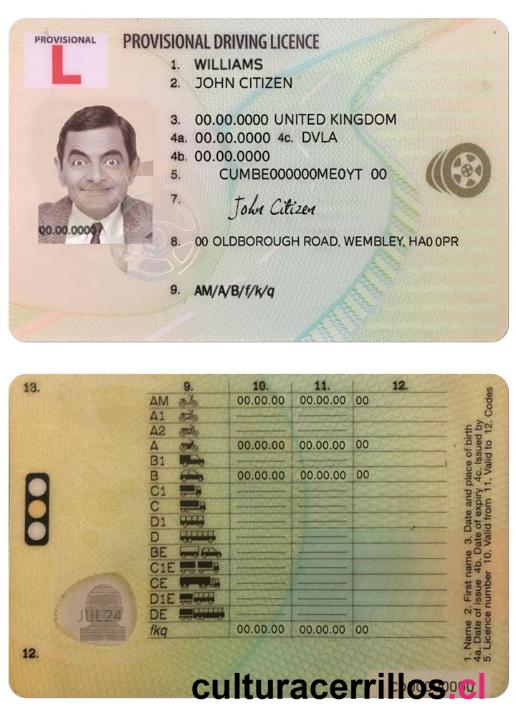 PROVISIONAL
L
PROVISIONAL DRIVING LICENCE
1. WILLIAMS
2. JOHN CITIZEN
3. 00.00.0000 UNITED KINGDOM
4a. 00.00.0000 4c. DVLA
4b. 00.00.0000
5. CUMBE000000ME0YT 00
7. John Citizen
8. 00 OLDBOROUGH ROAD, WEMBLEY, HA0 0PR
9. AM/A/B/f/k/q
00.00.0000
13.
9. 10. 11. 12.
AM 00.00.00 00.00.00 00
A1
A2
A 00.00.00 00.00.00 00
B1
B 00.00.00 00.00.00 00
C1
C
D1
D
BE
C1E
CE
D1E
DE
fkq 00.00.00 00.00.00 00
JUL24
12.
1. Name 2. First name 3. Date and place of birth
4a. Date of issue 4b. Date of expiry 4c. Issued by
5. Licence number 10. Valid from 11. Valid to 12. Codes
culturacerrillos.cl